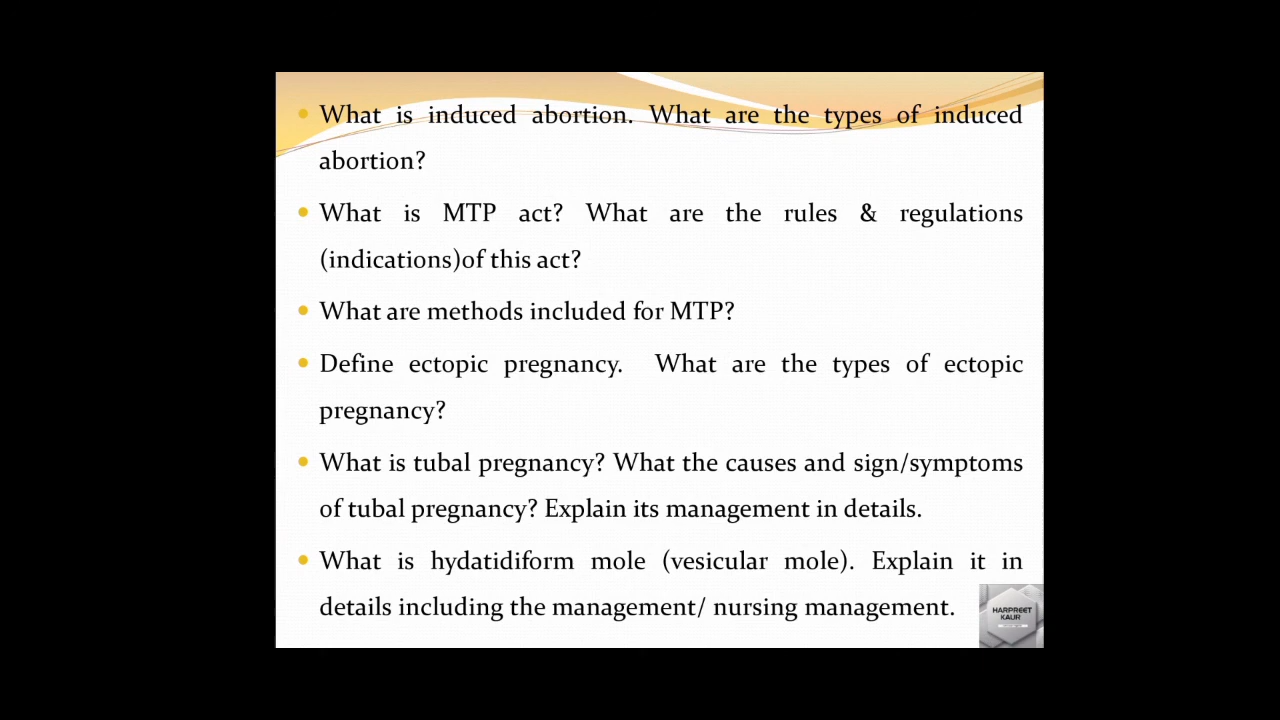 What is induced abortion. What are the types of induced
abortion?
What is MTP act? What are the rules & regulations
(indications)of this act?
What are methods included for MTP?
Define ectopic pregnancy. What are the types of ectopic
pregnancy?
What is tubal pregnancy? What the causes and sign/symptoms
of tubal pregnancy? Explain its management in details.
What is hydatidiform mole (vesicular mole). Explain it in
details including the management/ nursing management.
HARPREET
KAUR